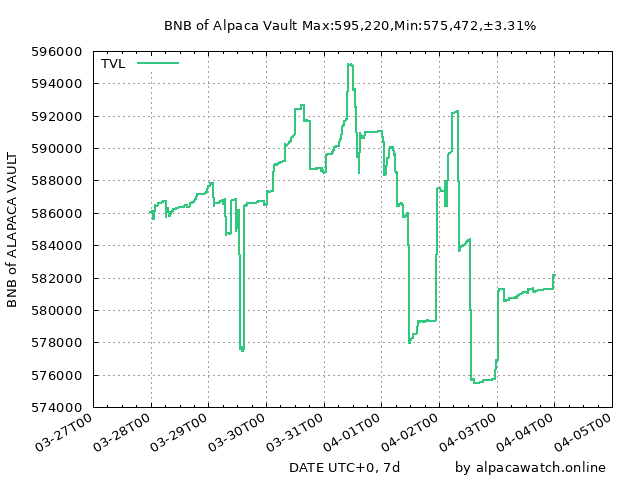 BNB of Alpaca Vault Max:595,220,Min:575,472,±3.31%
596000
TVL
594000
592000
590000
588000
586000
584000
582000
580000
578000
576000
574000
BNB of ALAPACA VAULT
03-27T00
03-28T00
03-29T00
03-30T00
03-31T00
04-01T00
04-02T00
04-03T00
04-04T00
04-05T00
DATE UTC+0, 7d
by alpacawatch.online